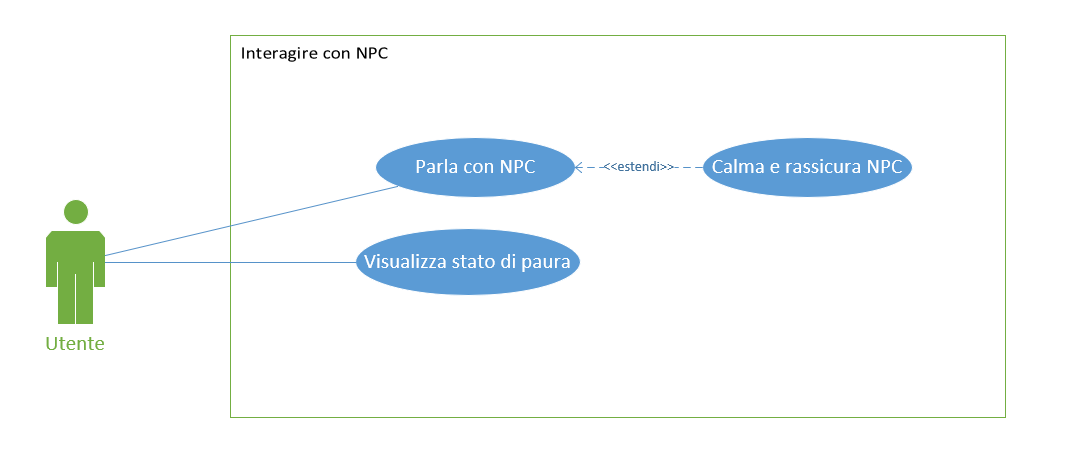 Interagire con NPC
Parla con NPC
<<estendi>>
Calma e rassicura NPC
Visualizza stato di paura
Utente